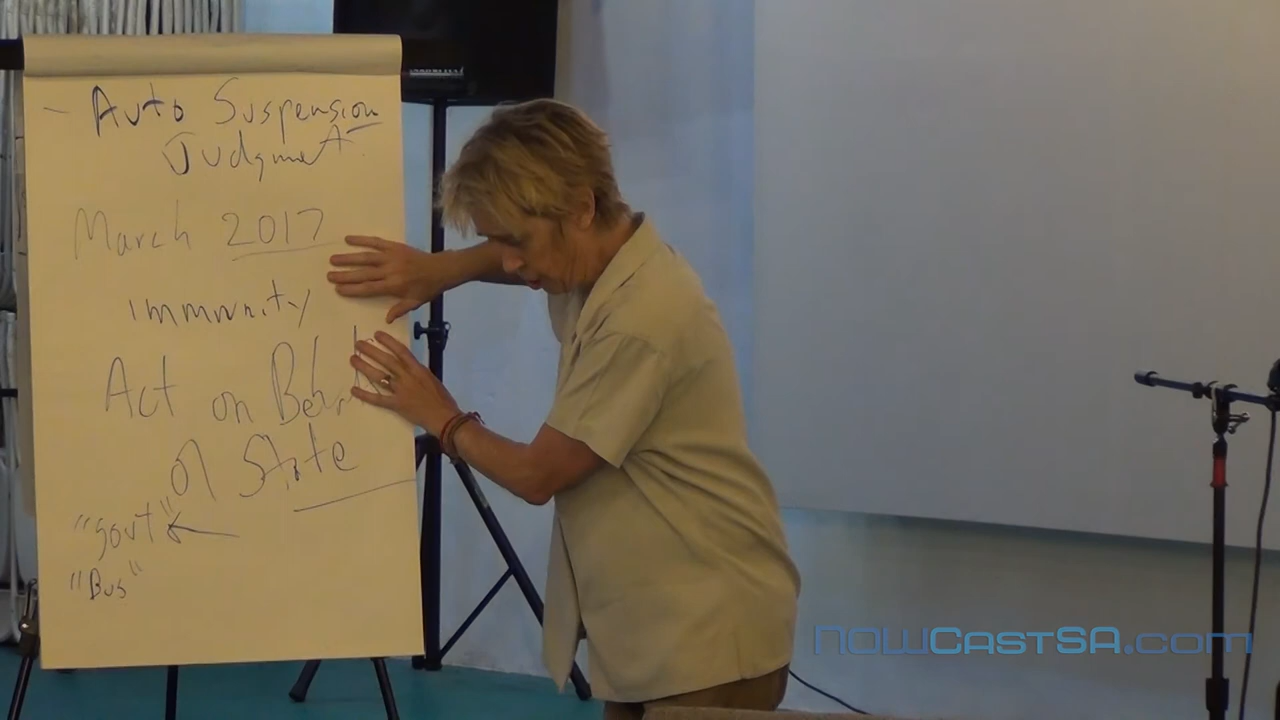 - Auto Suspension
Judgment
March 2017
immunity
Act on
of State
"govt"
"Bus"
NOWCastSA.com